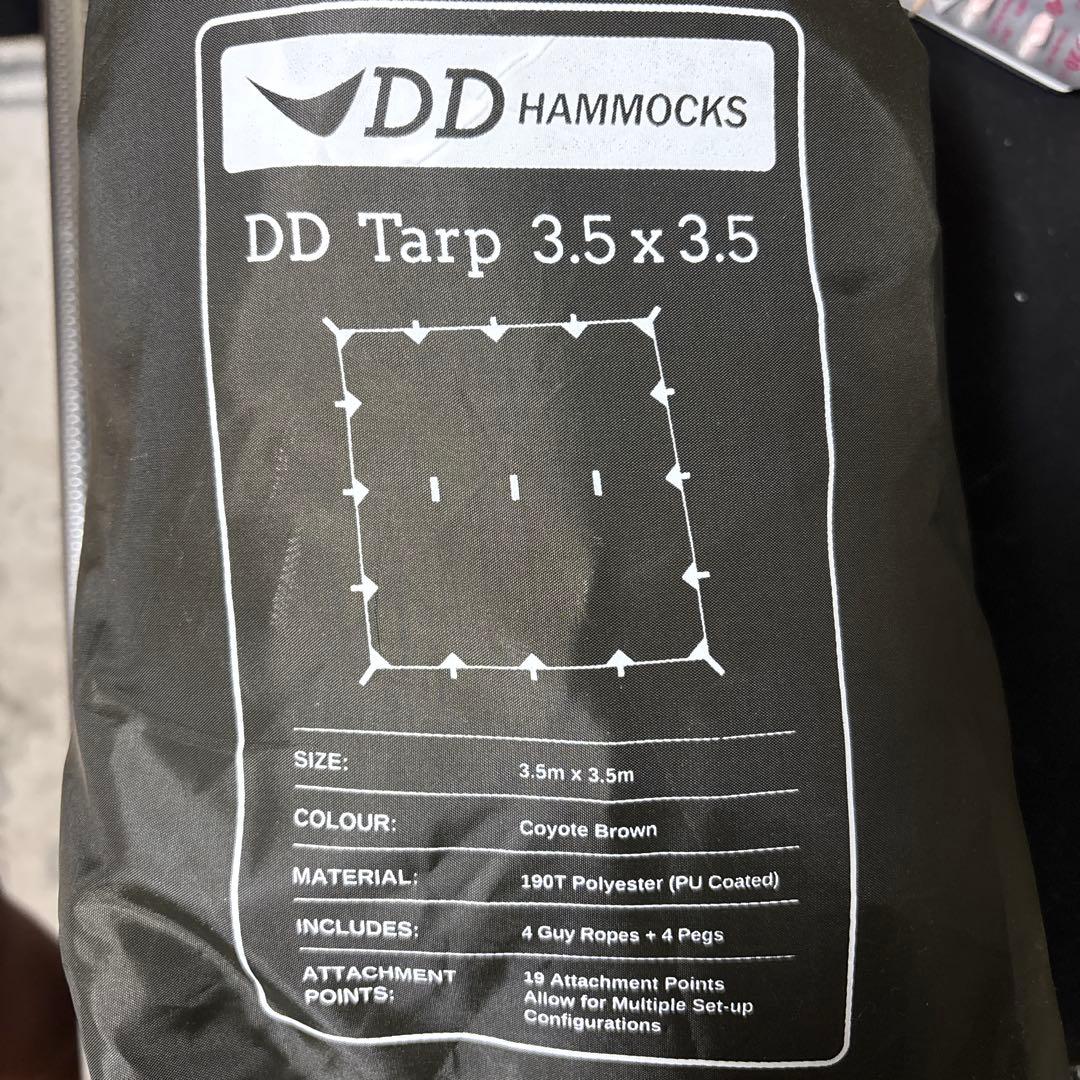 DD HAMMOCKS
DD Tarp 3.5 x 3.5
SIZE: 3.5m x 3.5m
COLOUR: Coyote Brown
MATERIAL: 190T Polyester (PU Coated)
INCLUDES: 4 Guy Ropes + 4 Pegs
ATTACHMENT POINTS: 19 Attachment Points
Allow for Multiple Set-up
Configurations